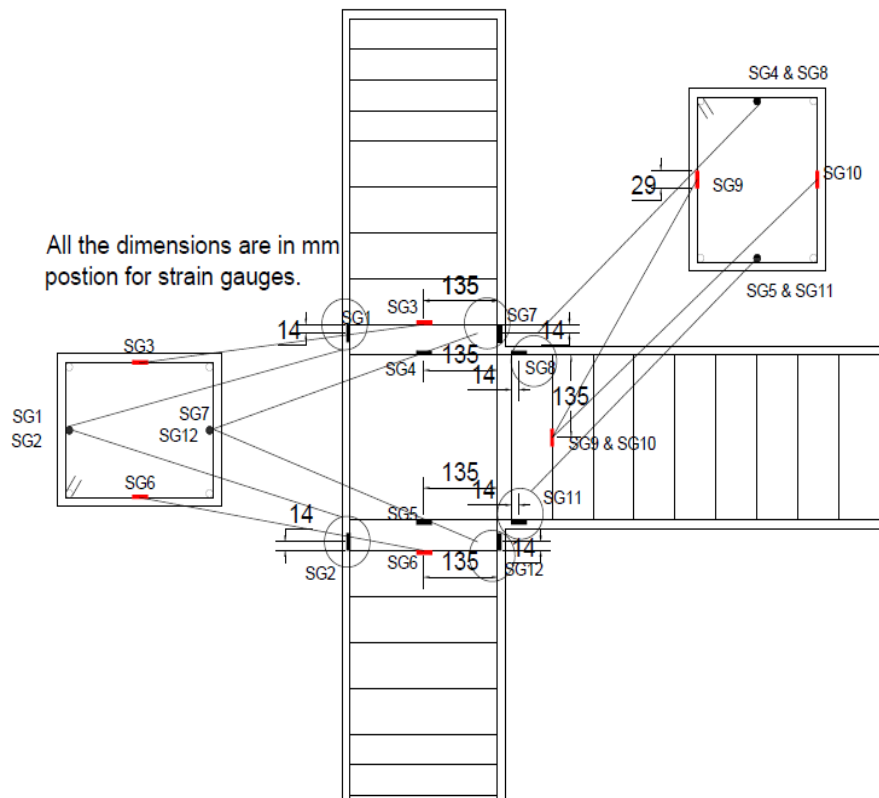 SG4 & SG8
29
SG9
SG10
All the dimensions are in mm
postion for strain gauges.
SG5 & SG11
135
SG3
SG1
SG7
14
14
SG3
135
SG4
14
SG8
135
SG1
SG7
SG2
SG12
SG9 & SG10
135
SG6
14
SG11
14
SG5
14
SG2
SG6
135
SG12